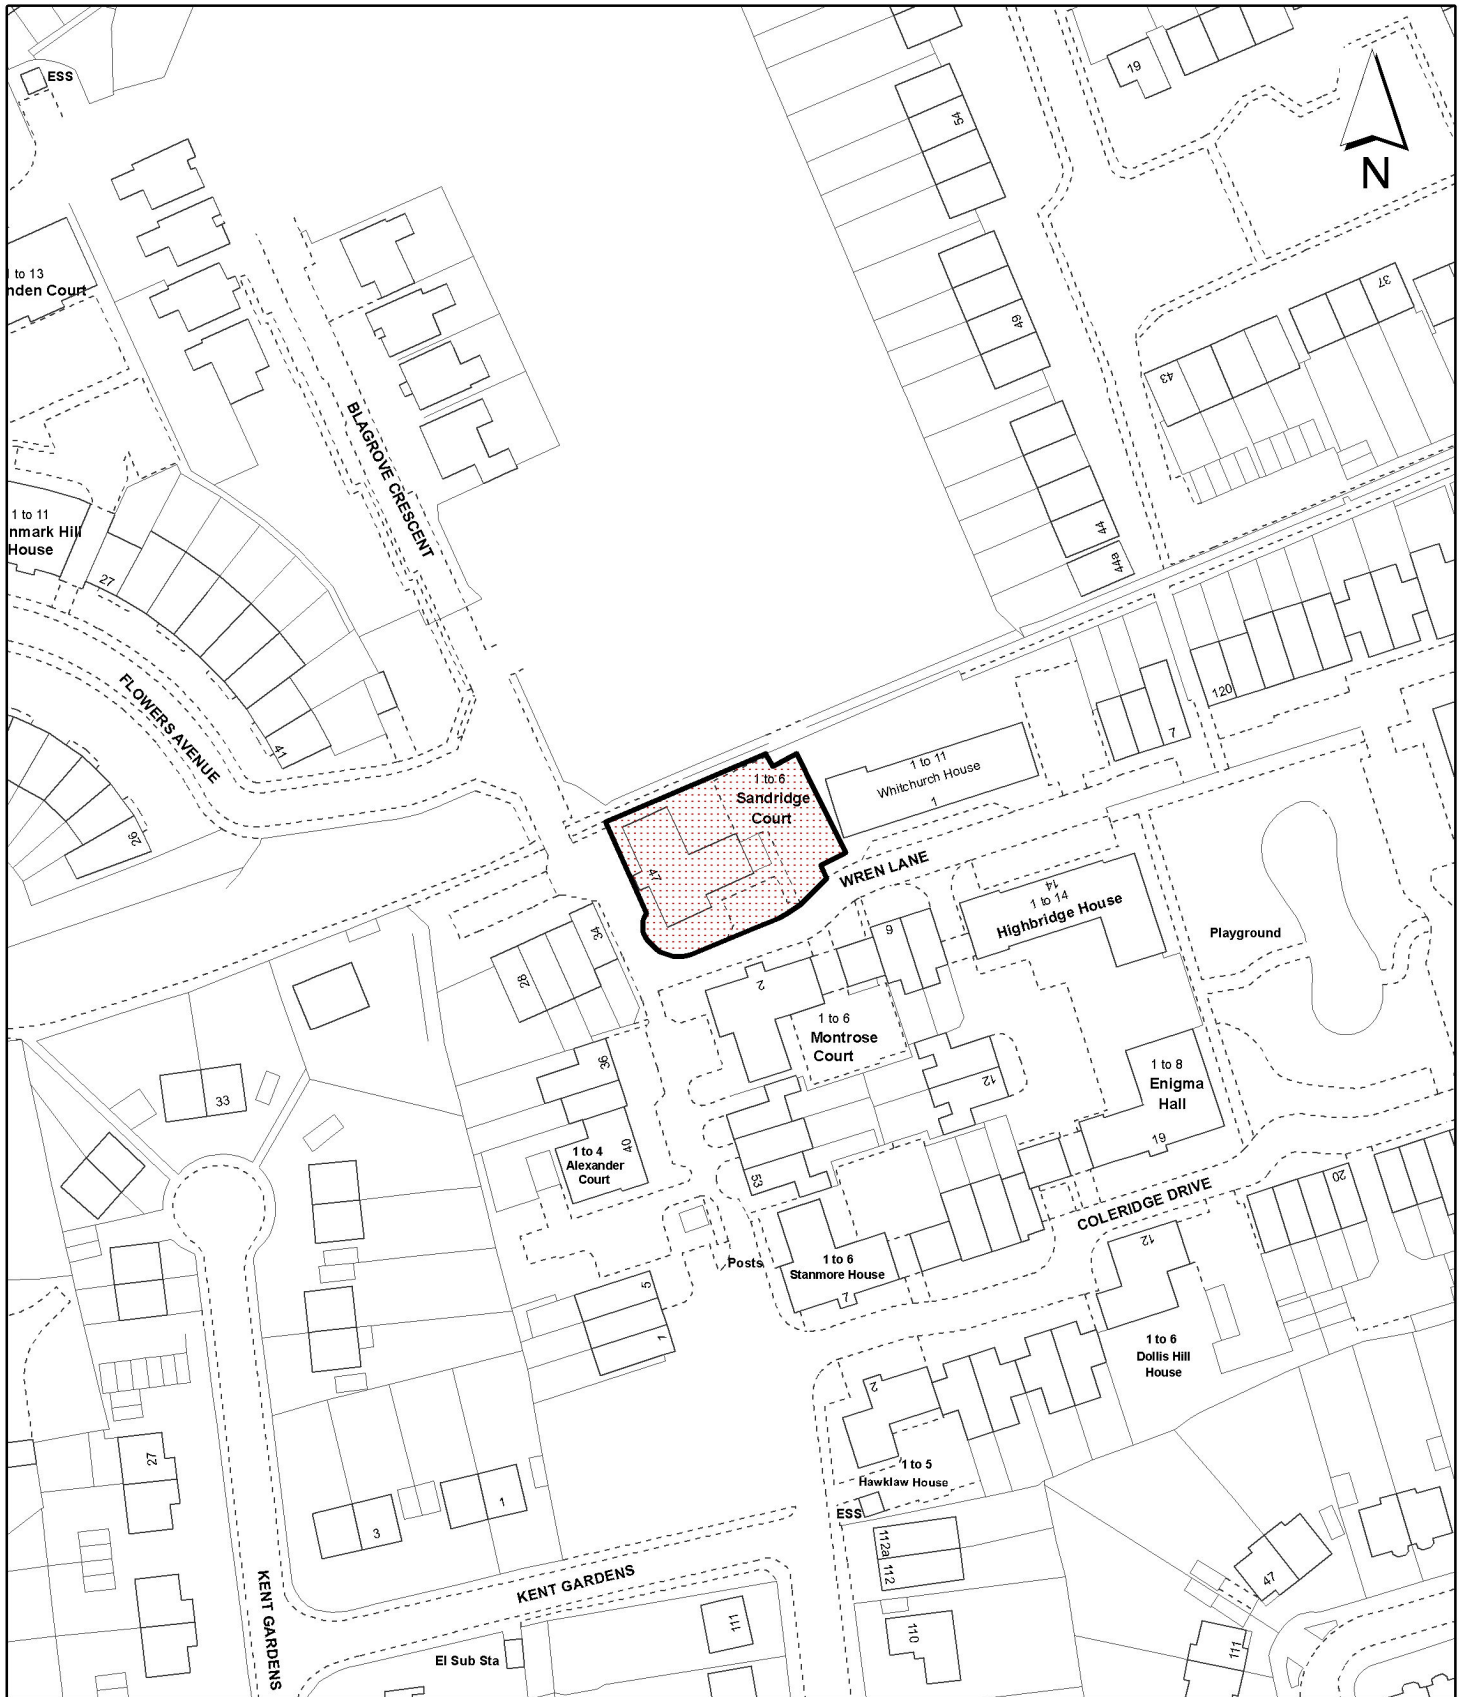 ESS
19
54
N
1 to 13
nden Court
49
37
43
BLAGROVE CRESCENT
1 to 11
nmark Hill
House
27
44
44a
FLOWERS AVENUE
41
26
120
7
1 to 11
Whitchurch House
1
1 to 6
Sandridge
Court
47
WREN LANE
14
1 to 14
Highbridge House
Playground
34
28
6
2
1 to 6
Montrose
Court
36
33
12
1 to 8
Enigma
Hall
19
40
1 to 4
Alexander
Court
53
COLERIDGE DRIVE
20
12
Posts
1 to 6
Stanmore House
7
5
1
1 to 6
Dollis Hill
House
2
1 to 5
Hawklaw House
27
1
3
ESS
112a
112
47
KENT GARDENS
KENT GARDENS
111
110
111
El Sub Sta